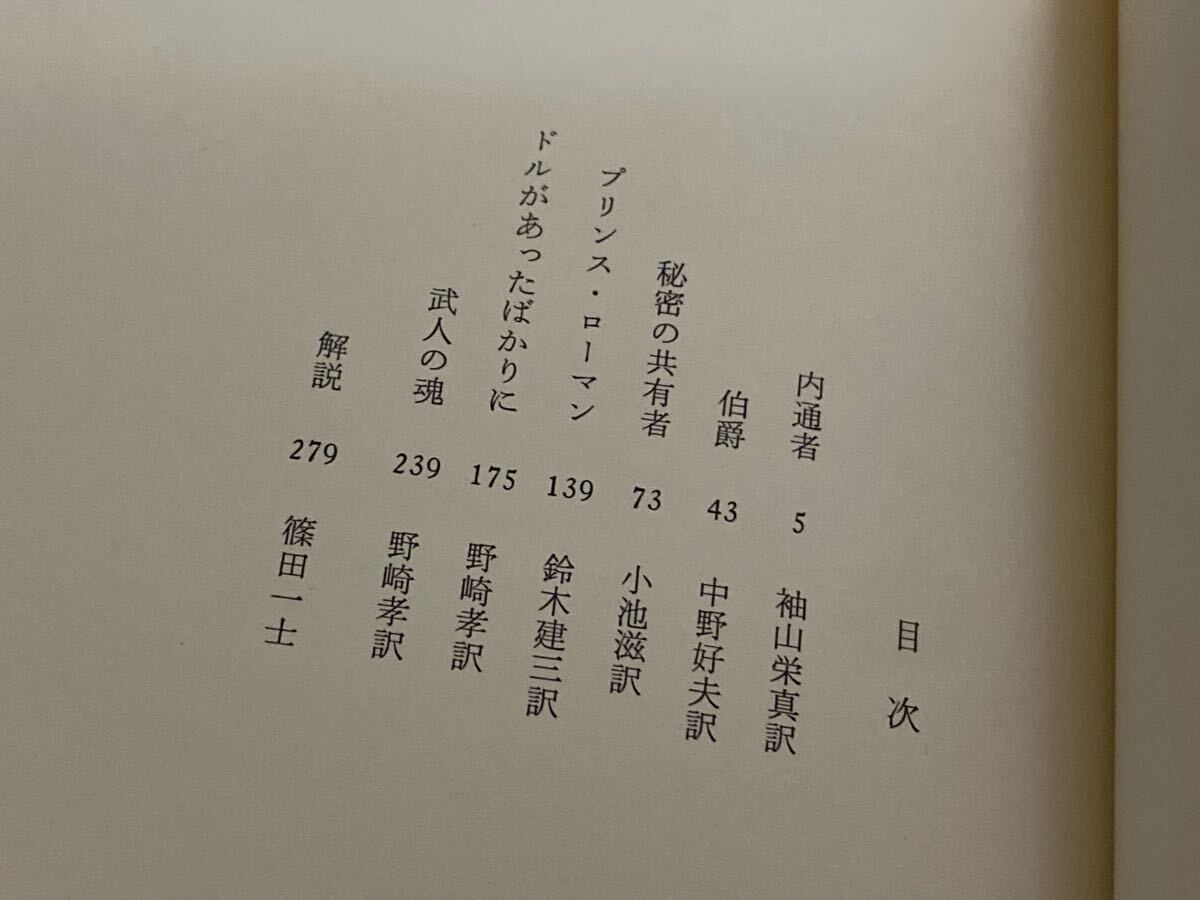 目次
内通者 5 袖山栄真訳
伯爵 43 中野好夫訳
秘密の共有者 73 小池滋訳
プリンス・ローマン 139 鈴木建三訳
ドルがあったばかりに 175 野崎孝訳
武人の魂 239 野崎孝訳
解説 279 篠田一士